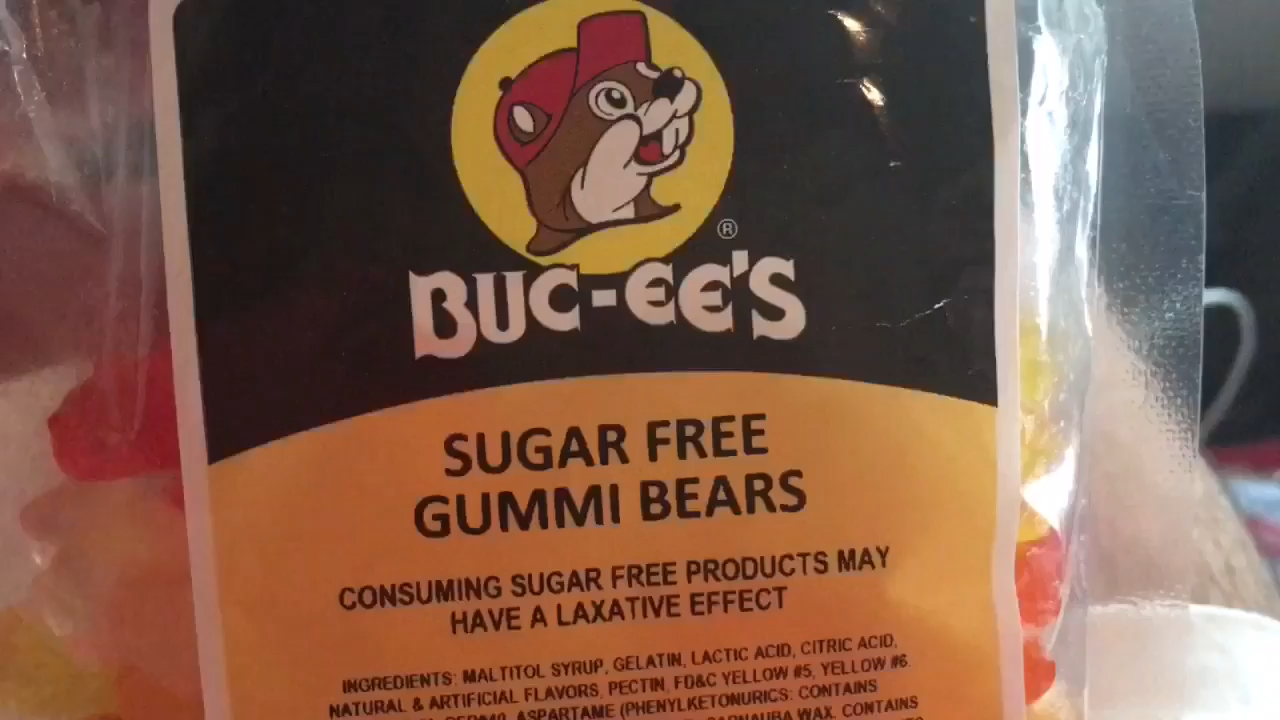 BUC-EE'S
®
SUGAR FREE
GUMMI BEARS
CONSUMING SUGAR FREE PRODUCTS MAY
HAVE A LAXATIVE EFFECT
INGREDIENTS: MALTITOL SYRUP, GELATIN, LACTIC ACID, CITRIC ACID,
NATURAL & ARTIFICIAL FLAVORS, PECTIN, FD&C YELLOW #5, YELLOW #6,
ASPARTAME (PHENYLKETONURICS: CONTAINS
CARNAUBA WAX. CONTAINS